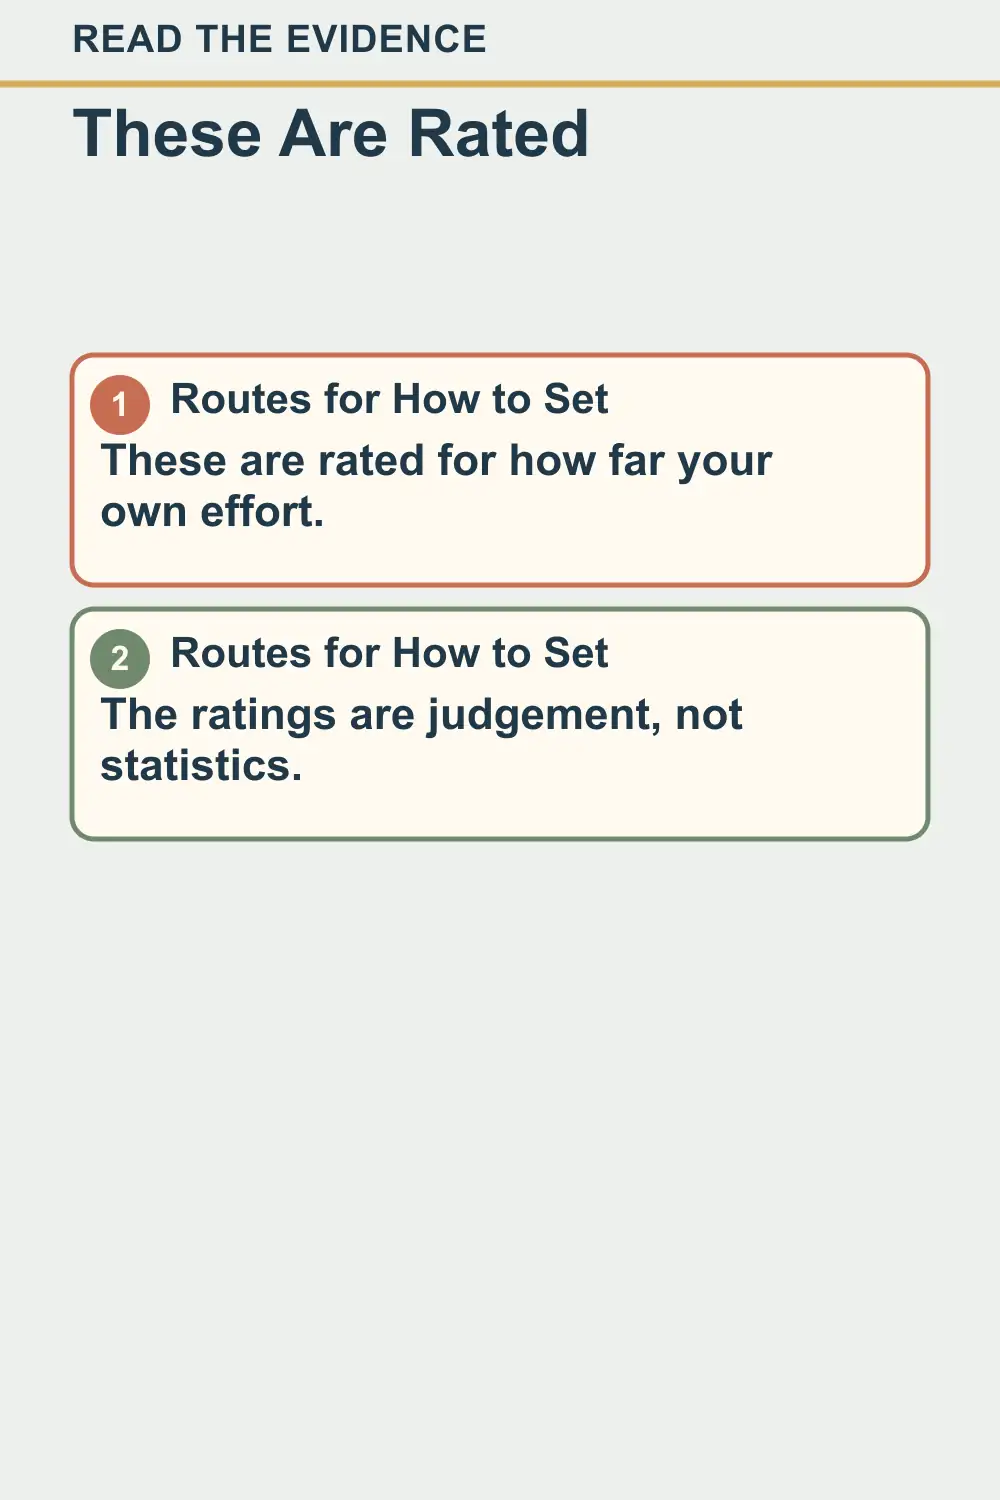 READ THE EVIDENCE
These Are Rated
1 Routes for How to Set
These are rated for how far your
own effort.
2 Routes for How to Set
The ratings are judgement, not
statistics.